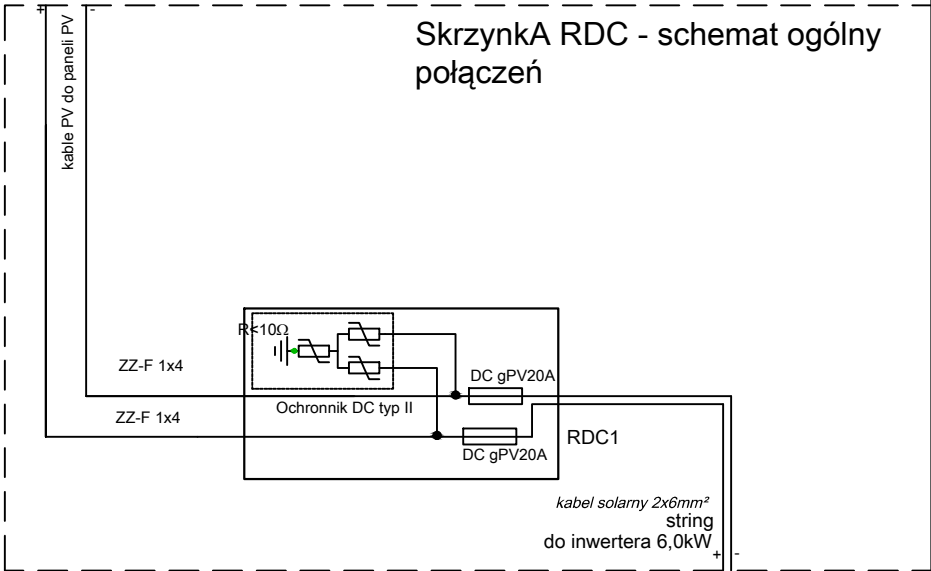 +
-
kable PV do paneli PV
SkrzynkA RDC - schemat ogólny
połączeń
R<10Ω
ZZ-F 1x4
DC gPV20A
Ochronnik DC typ II
ZZ-F 1x4
RDC1
DC gPV20A
kabel solarny 2x6mm²
string
do inwertera 6,0kW
+
-